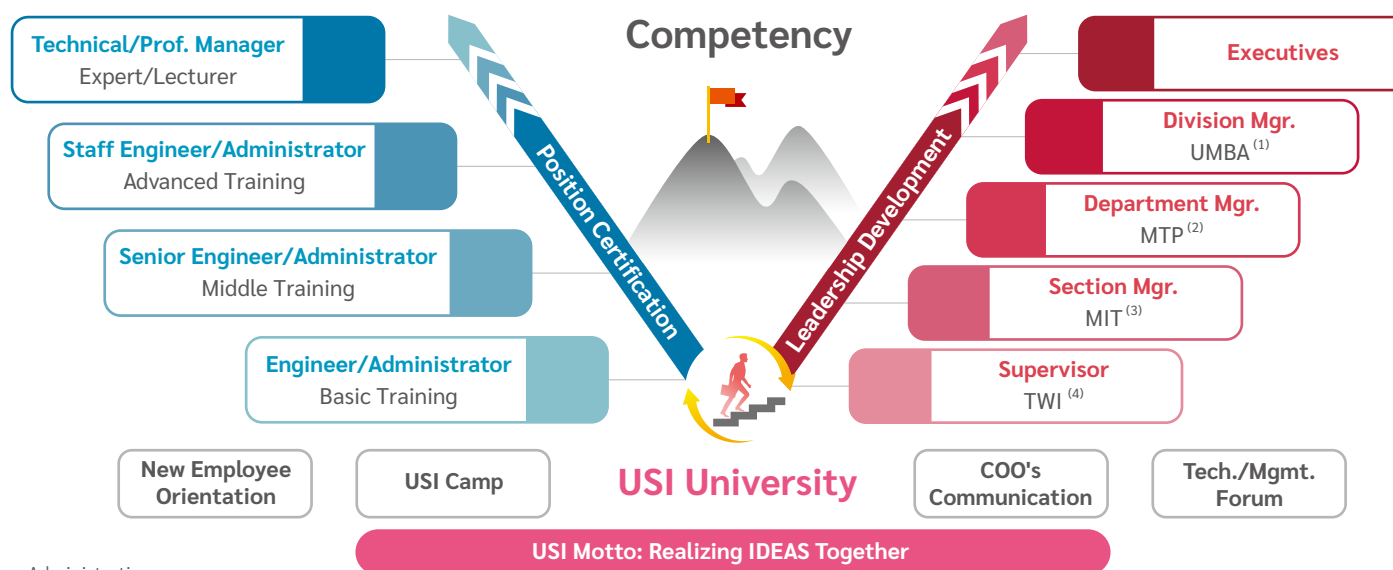 Competency
Technical/Prof. Manager
Expert/Lecturer
Staff Engineer/Administrator
Advanced Training
Senior Engineer/Administrator
Middle Training
Engineer/Administrator
Basic Training
Position Certification
Leadership Development
Executives
Division Mgr.
UMBA (1)
Department Mgr.
MTP (2)
Section Mgr.
MIT (3)
Supervisor
TWI (4)
New Employee
Orientation
USI Camp
USI University
COO's
Communication
Tech./Mgmt.
Forum
USI Motto: Realizing IDEAS Together